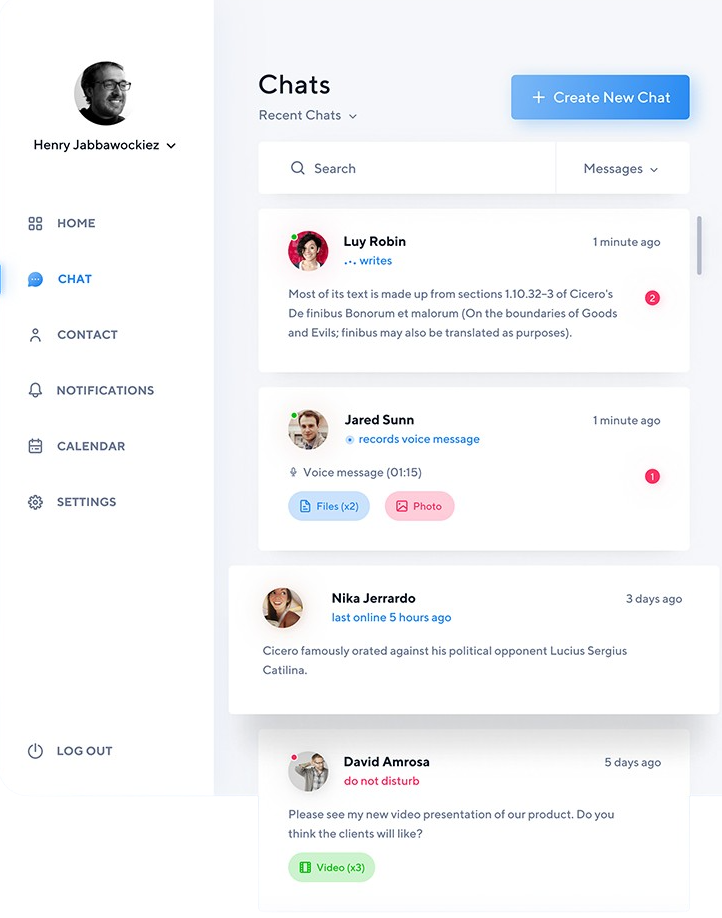 Henry Jabbawockiez
HOME
CHAT
CONTACT
NOTIFICATIONS
CALENDAR
SETTINGS
LOG OUT
Chats
Recent Chats
+ Create New Chat
Search
Messages
Luy Robin
1 minute ago
writes
Most of its text is made up from sections 1.10.32–3 of Cicero's
De finibus Bonorum et malorum (On the boundaries of Goods
and Evils; finibus may also be translated as purposes).
2
Jared Sunn
1 minute ago
records voice message
Voice message (01:15)
1
Files (x2)
Photo
Nika Jerrardo
3 days ago
last online 5 hours ago
Cicero famously orated against his political opponent Lucius Sergius
Catilina.
David Amrosa
5 days ago
do not disturb
Please see my new video presentation of our product. Do you
think the clients will like?
Video (x3)